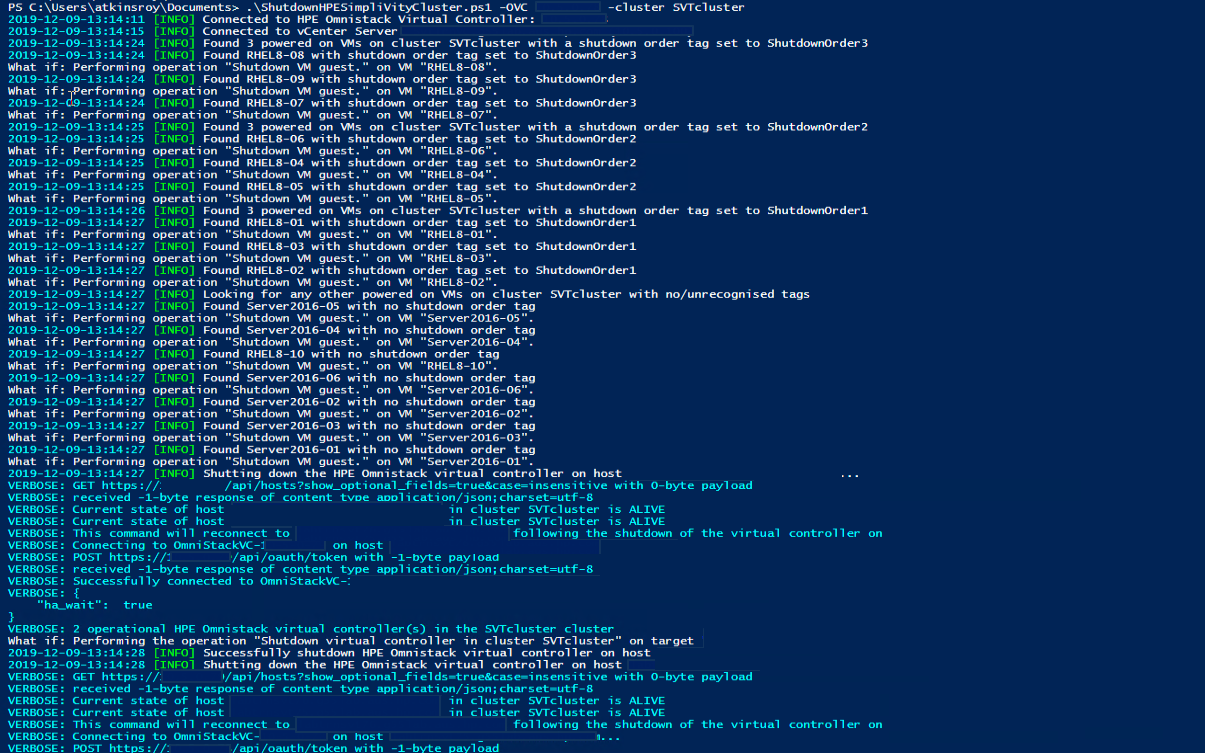 PS C:\Users\atkinsroy\Documents> .\ShutdownHPESimpliVityCluster.ps1 -OVC -cluster SVTcluster
2019-12-09-13:14:11 [INFO] Connected to HPE Omnistack Virtual Controller:
2019-12-09-13:14:15 [INFO] Connected to vCenter Server
2019-12-09-13:14:24 [INFO] Found 3 powered on VMs on cluster SVTcluster with a shutdown order tag set to ShutdownOrder3
2019-12-09-13:14:24 [INFO] Found RHEL8-08 with shutdown order tag set to ShutdownOrder3
What if: Performing operation "Shutdown VM guest." on VM "RHEL8-08".
2019-12-09-13:14:24 [INFO] Found RHEL8-09 with shutdown order tag set to ShutdownOrder3
What if: Performing operation "Shutdown VM guest." on VM "RHEL8-09".
2019-12-09-13:14:24 [INFO] Found RHEL8-07 with shutdown order tag set to ShutdownOrder3
What if: Performing operation "Shutdown VM guest." on VM "RHEL8-07".
2019-12-09-13:14:25 [INFO] Found 3 powered on VMs on cluster SVTcluster with a shutdown order tag set to ShutdownOrder2
2019-12-09-13:14:25 [INFO] Found RHEL8-06 with shutdown order tag set to ShutdownOrder2
What if: Performing operation "Shutdown VM guest." on VM "RHEL8-06".
2019-12-09-13:14:25 [INFO] Found RHEL8-04 with shutdown order tag set to ShutdownOrder2
What if: Performing operation "Shutdown VM guest." on VM "RHEL8-04".
2019-12-09-13:14:25 [INFO] Found RHEL8-05 with shutdown order tag set to ShutdownOrder2
What if: Performing operation "Shutdown VM guest." on VM "RHEL8-05".
2019-12-09-13:14:26 [INFO] Found 3 powered on VMs on cluster SVTcluster with a shutdown order tag set to ShutdownOrder1
2019-12-09-13:14:27 [INFO] Found RHEL8-01 with shutdown order tag set to ShutdownOrder1
What if: Performing operation "Shutdown VM guest." on VM "RHEL8-01".
2019-12-09-13:14:27 [INFO] Found RHEL8-03 with shutdown order tag set to ShutdownOrder1
What if: Performing operation "Shutdown VM guest." on VM "RHEL8-03".
2019-12-09-13:14:27 [INFO] Found RHEL8-02 with shutdown order tag set to ShutdownOrder1
What if: Performing operation "Shutdown VM guest." on VM "RHEL8-02".
2019-12-09-13:14:27 [INFO] Looking for any other powered on VMs on cluster SVTcluster with no/unrecognised tags
2019-12-09-13:14:27 [INFO] Found Server2016-05 with no shutdown order tag
What if: Performing operation "Shutdown VM guest." on VM "Server2016-05".
2019-12-09-13:14:27 [INFO] Found Server2016-04 with no shutdown order tag
What if: Performing operation "Shutdown VM guest." on VM "Server2016-04".
2019-12-09-13:14:27 [INFO] Found RHEL8-10 with no shutdown order tag
What if: Performing operation "Shutdown VM guest." on VM "RHEL8-10".
2019-12-09-13:14:27 [INFO] Found Server2016-06 with no shutdown order tag
What if: Performing operation "Shutdown VM guest." on VM "Server2016-06".
2019-12-09-13:14:27 [INFO] Found Server2016-02 with no shutdown order tag
What if: Performing operation "Shutdown VM guest." on VM "Server2016-02".
2019-12-09-13:14:27 [INFO] Found Server2016-03 with no shutdown order tag
What if: Performing operation "Shutdown VM guest." on VM "Server2016-03".
2019-12-09-13:14:27 [INFO] Found Server2016-01 with no shutdown order tag
What if: Performing operation "Shutdown VM guest." on VM "Server2016-01".
2019-12-09-13:14:27 [INFO] Shutting down the HPE Omnistack virtual controller on host ...
VERBOSE: GET https:// /api/hosts?show_optional_fields=true&case=insensitive with 0-byte payload
VERBOSE: received -1-byte response of content type application/json;charset=utf-8
VERBOSE: Current state of host in cluster SVTcluster is ALIVE
VERBOSE: Current state of host in cluster SVTcluster is ALIVE
VERBOSE: This command will reconnect to following the shutdown of the virtual controller on
VERBOSE: Connecting to OmniStackVC- on host
VERBOSE: POST https:// /api/oauth/token with -1-byte payload
VERBOSE: received -1-byte response of content type application/json;charset=utf-8
VERBOSE: Successfully connected to OmniStackVC-
VERBOSE: {
"ha_wait": true
}
VERBOSE: 2 operational HPE Omnistack virtual controller(s) in the SVTcluster cluster
What if: Performing the operation "Shutdown virtual controller in cluster SVTcluster" on target
2019-12-09-13:14:28 [INFO] Successfully shutdown HPE Omnistack virtual controller on host
2019-12-09-13:14:28 [INFO] Shutting down the HPE Omnistack virtual controller on host
VERBOSE: GET https:// /api/hosts?show_optional_fields=true&case=insensitive with 0-byte payload
VERBOSE: received -1-byte response of content type application/json;charset=utf-8
VERBOSE: Current state of host in cluster SVTcluster is ALIVE
VERBOSE: Current state of host in cluster SVTcluster is ALIVE
VERBOSE: This command will reconnect to following the shutdown of the virtual controller on
VERBOSE: Connecting to OmniStackVC- on host ...
VERBOSE: POST https:// /api/oauth/token with -1-byte payload